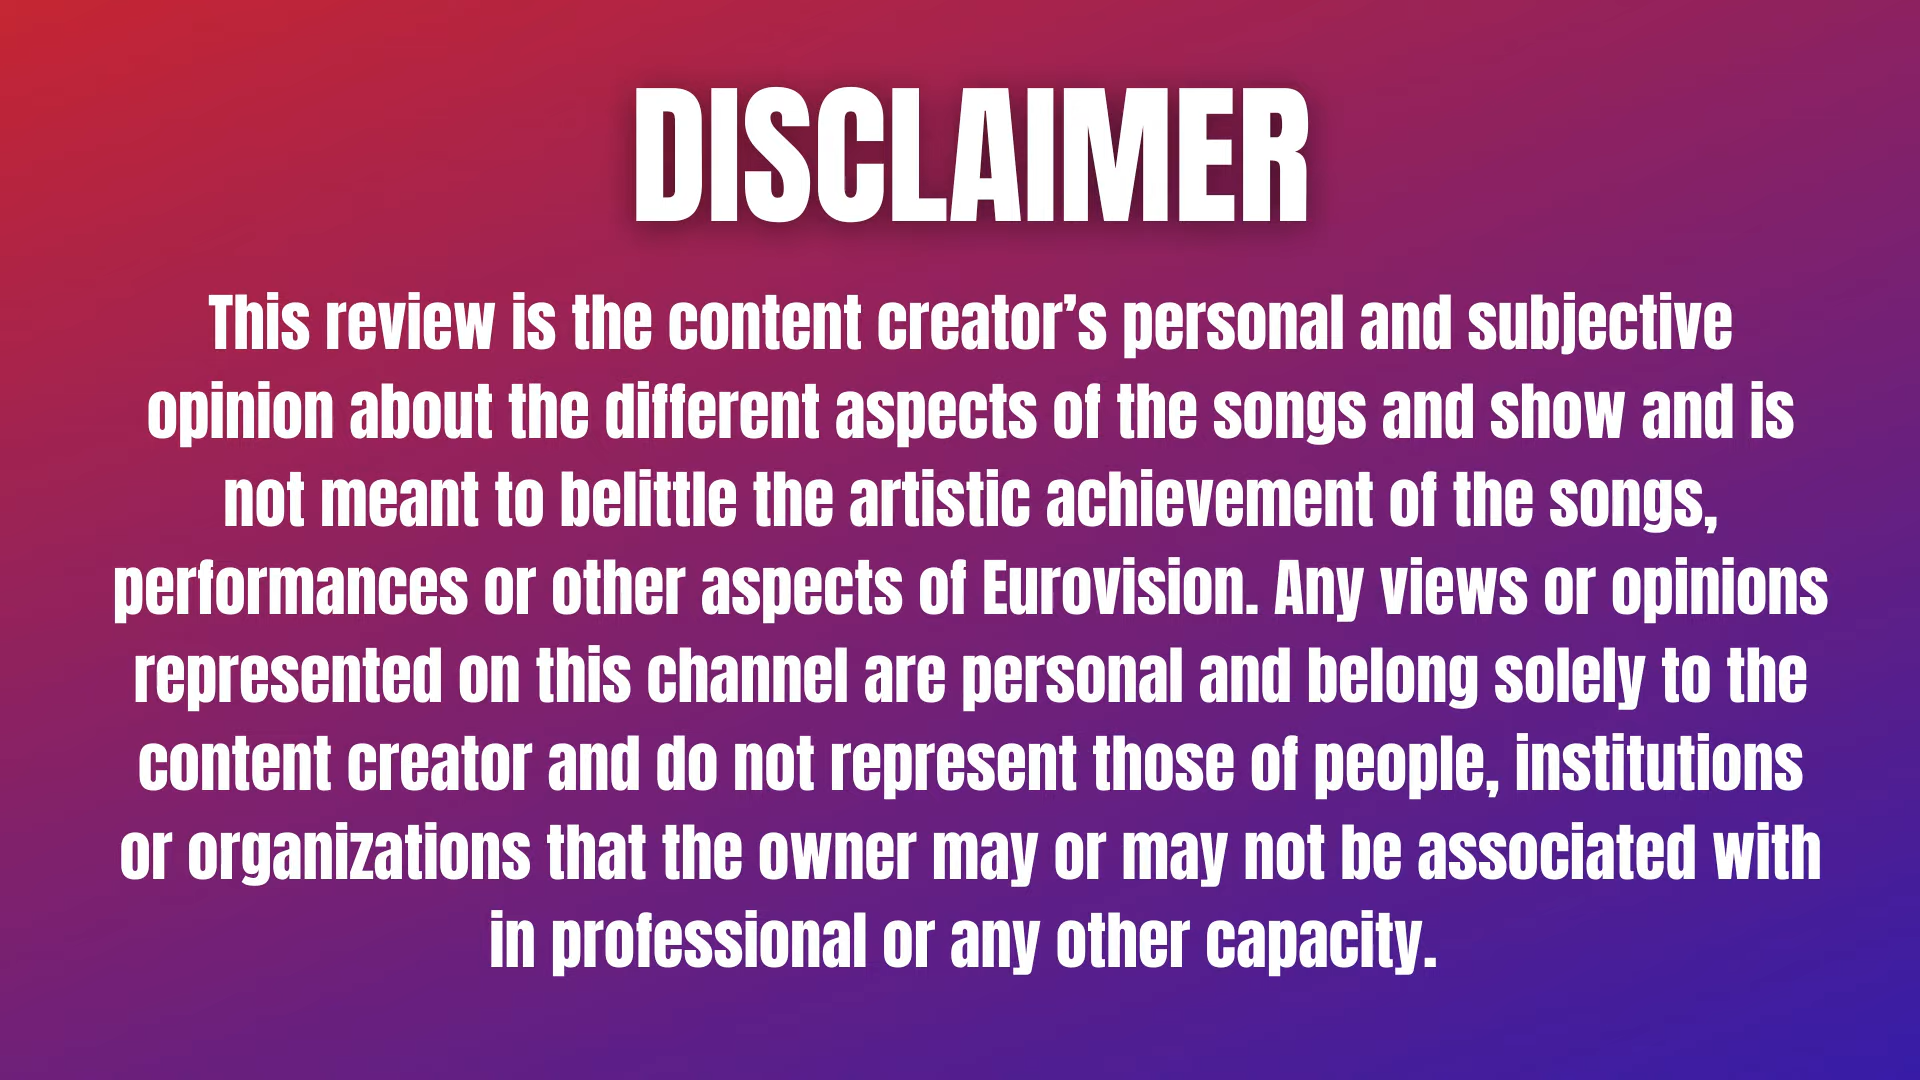 DISCLAIMER
This review is the content creator’s personal and subjective
opinion about the different aspects of the songs and show and is
not meant to belittle the artistic achievement of the songs,
performances or other aspects of Eurovision. Any views or opinions
represented on this channel are personal and belong solely to the
content creator and do not represent those of people, institutions
or organizations that the owner may or may not be associated with
in professional or any other capacity.